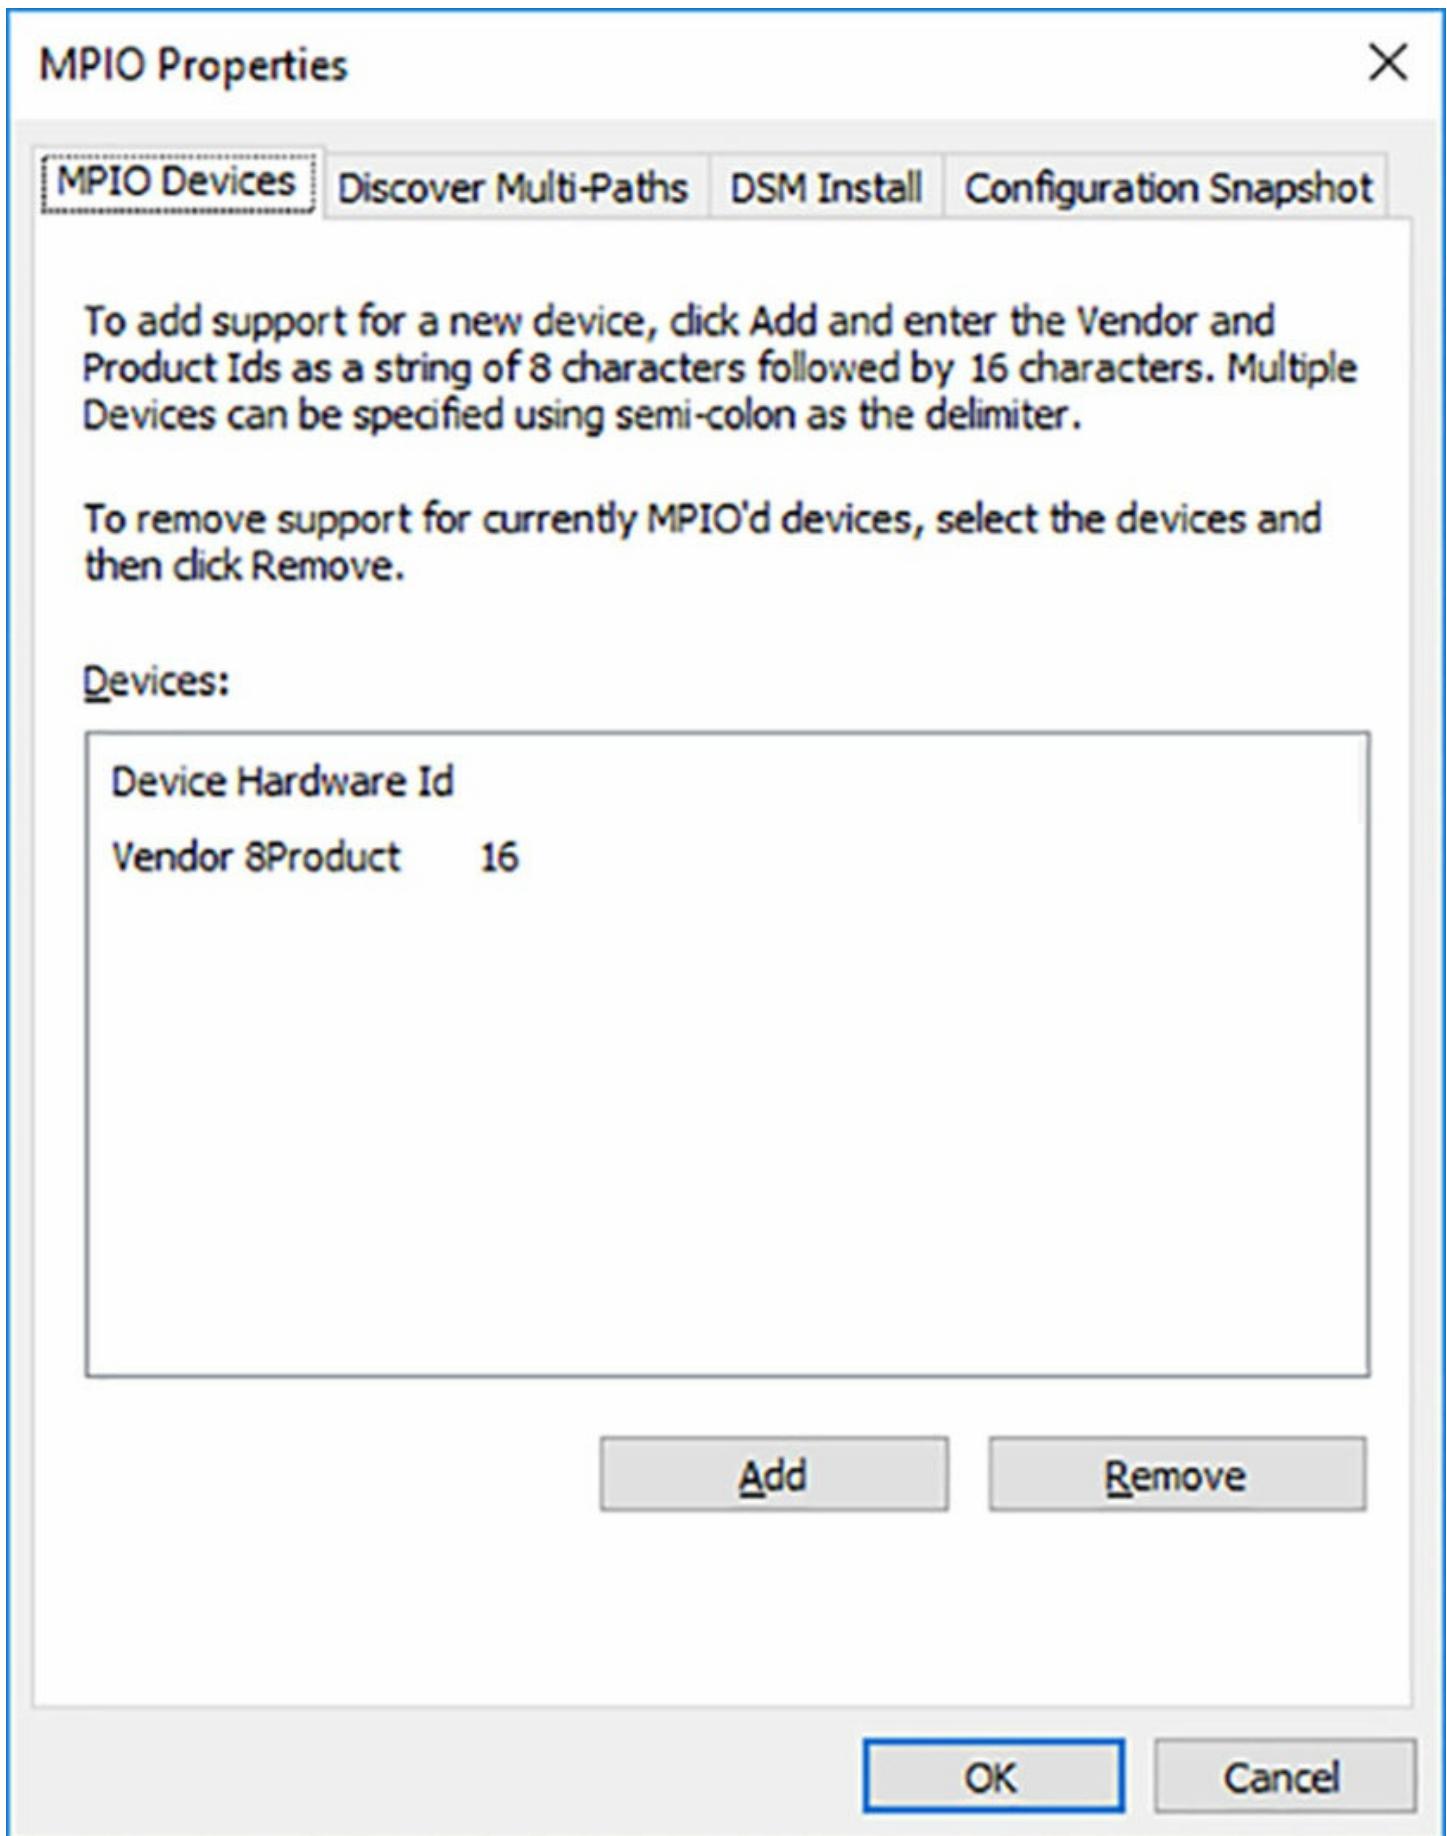 MPIO Properties
MPIO Devices Discover Multi-Paths DSM Install Configuration Snapshot
To add support for a new device, click Add and enter the Vendor and
Product Ids as a string of 8 characters followed by 16 characters. Multiple
Devices can be specified using semi-colon as the delimiter.
To remove support for currently MPIO'd devices, select the devices and
then click Remove.
Devices:
Device Hardware Id
Vendor 8Product 16
Add Remove
OK Cancel